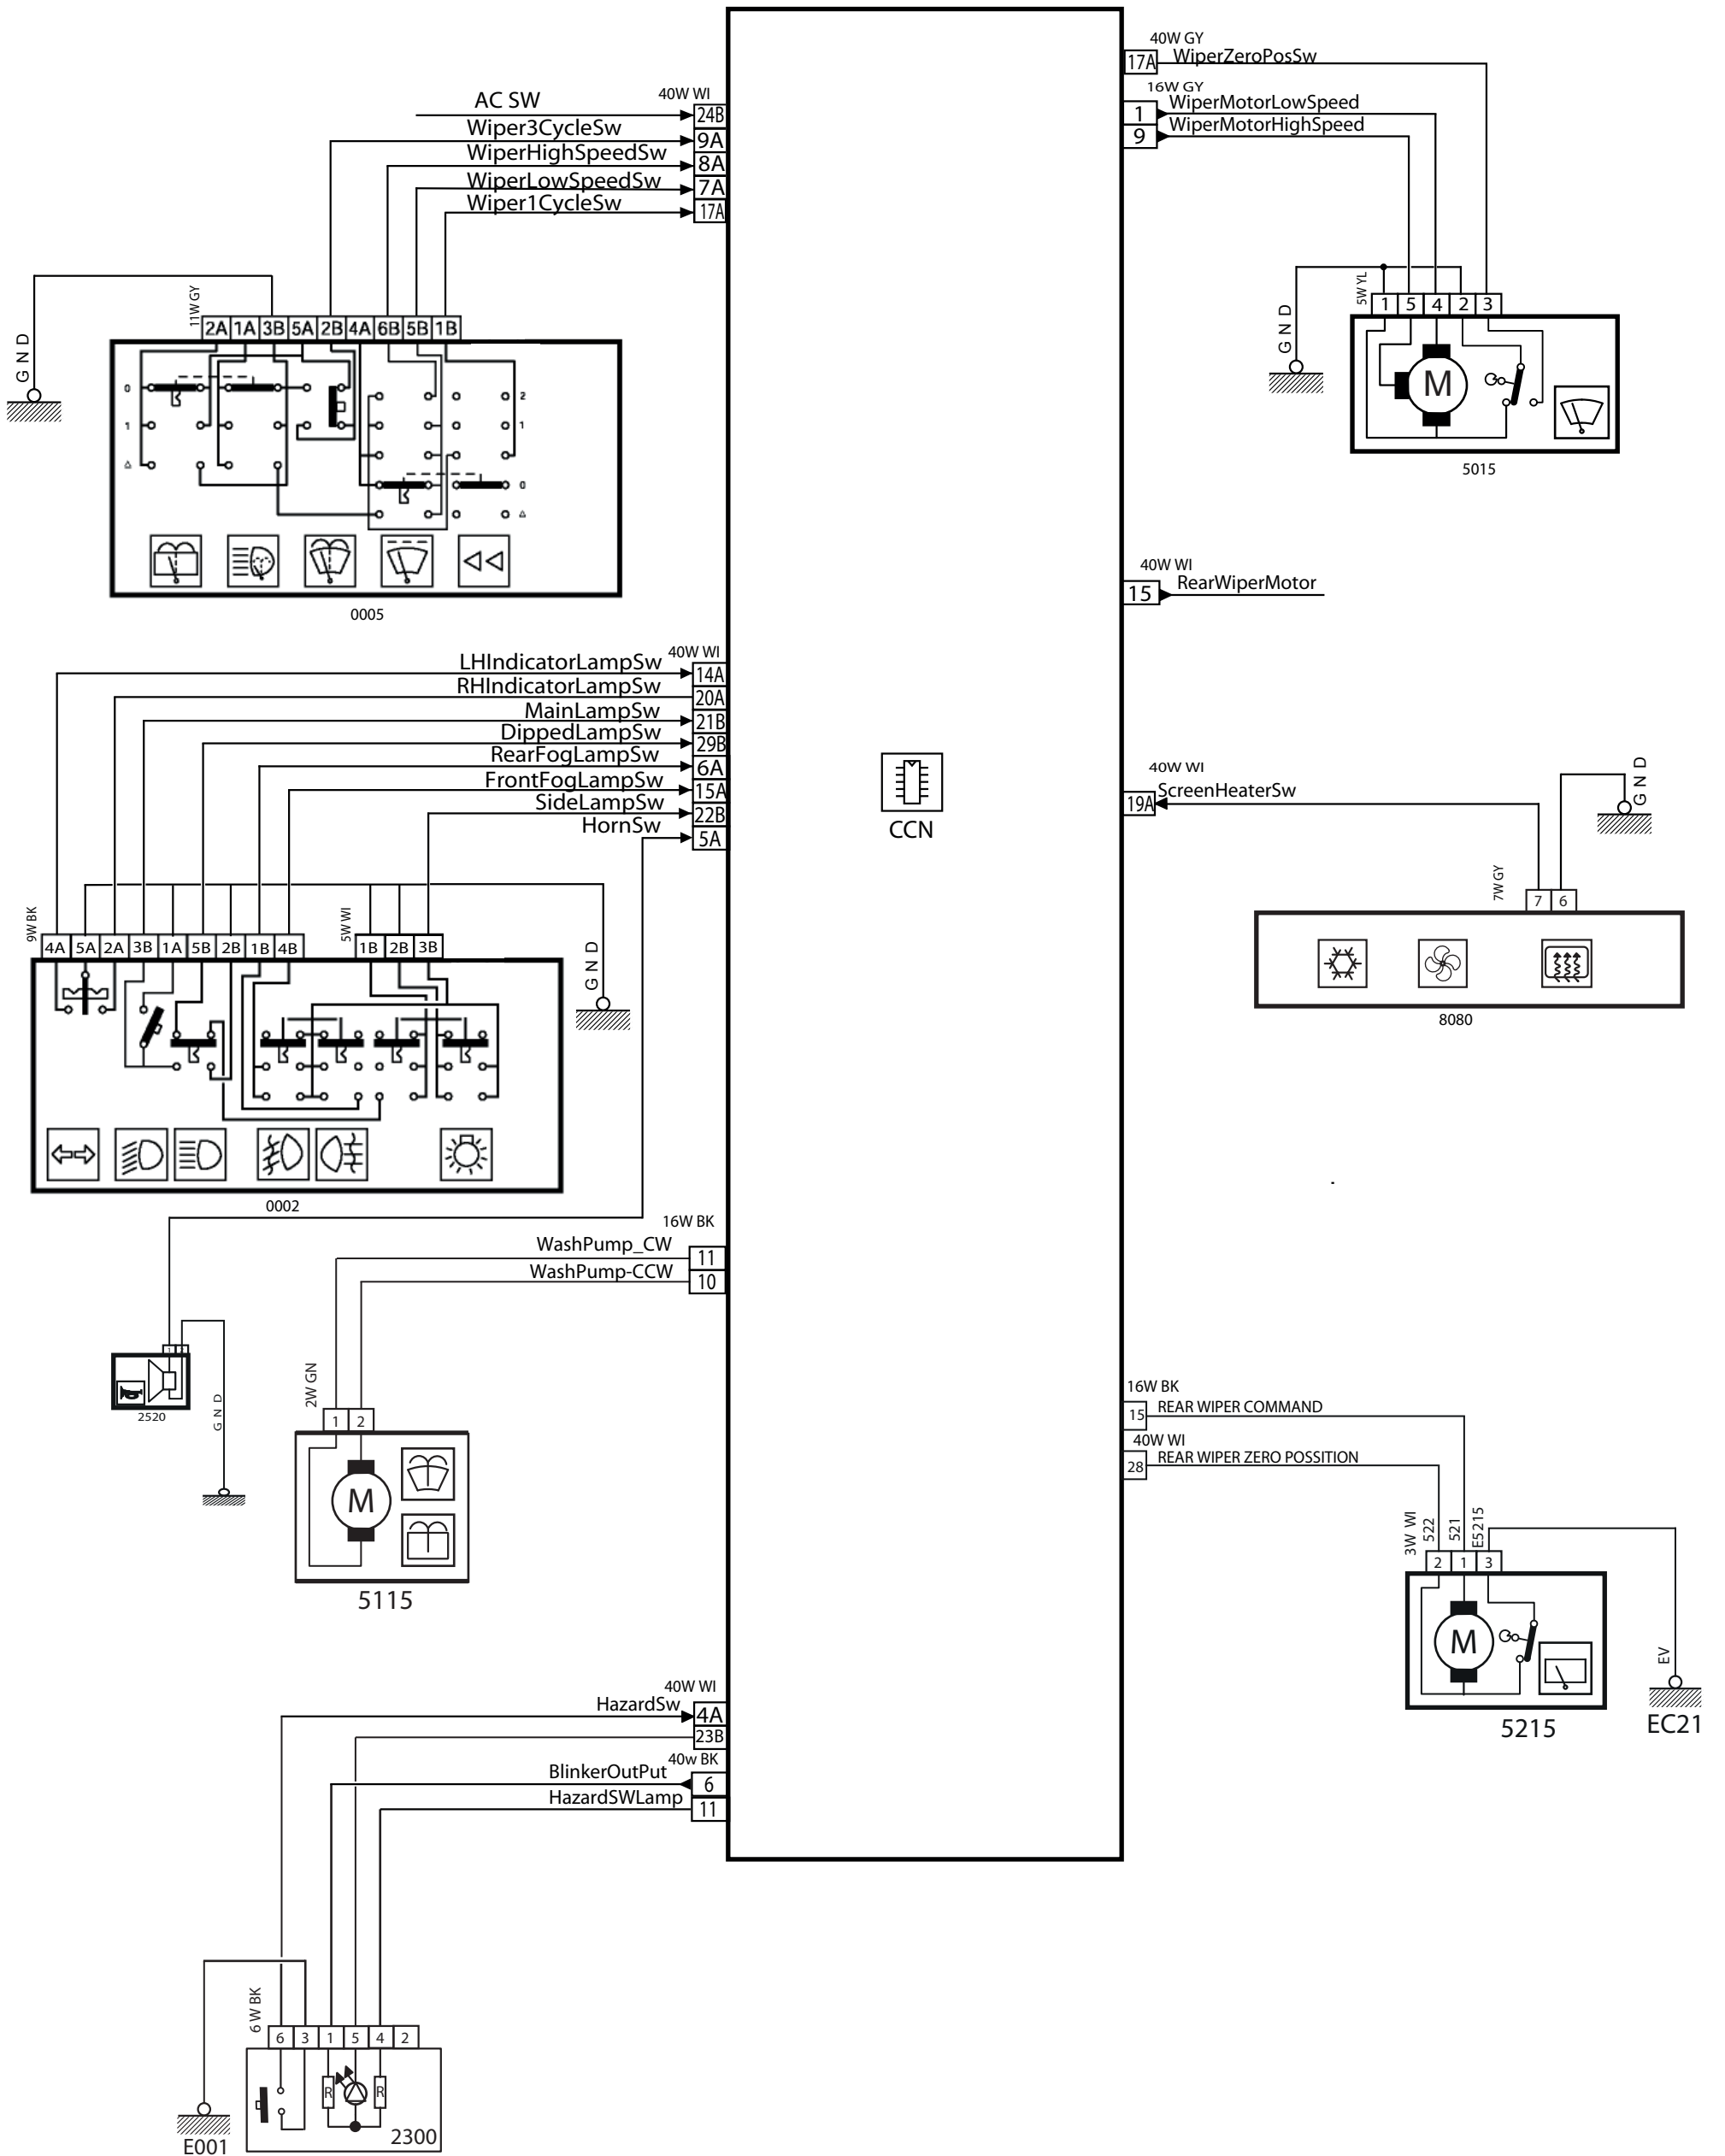 40W WI
AC SW
24B
Wiper3CycleSw
9A
WiperHighSpeedSw
8A
WiperLowSpeedSw
7A
Wiper1CycleSw
17A
GND
11W GY
2A 1A 3B 5A 2B 4A 6B 5B 1B
0
1
2
1
0
0005
40W WI
LHIndicatorLampSw
14A
RHIndicatorLampSw
20A
MainLampSw
21B
DippedLampSw
29B
RearFogLampSw
6A
FrontFogLampSw
15A
SideLampSw
22B
HornSw
5A
9W BK
4A 5A 2A 3B 1A 5B 2B 1B 4B
5W WI
1B 2B 3B
GND
0002
16W BK
WashPump_CW
11
WashPump-CCW
10
2520
GND
2W GN
1 2
M
5115
40W WI
HazardSw
4A
23B
40w BK
BlinkerOutPut
6
HazardSWLamp
11
6 W BK
6 3 1 5 4 2
R R
2300
E001
CCN
40W GY
17A
WiperZeroPosSw
16W GY
1
WiperMotorLowSpeed
9
WiperMotorHighSpeed
GND
5W YL
1 5 4 2 3
M
5015
40W WI
15
RearWiperMotor
40W WI
19A
ScreenHeaterSw
GND
7W GY
7 6
8080
16W BK
15
REAR WIPER COMMAND
40W WI
28
REAR WIPER ZERO POSSITION
3W WI
522
521
E5215
2 1 3
M
5215
EV
EC21